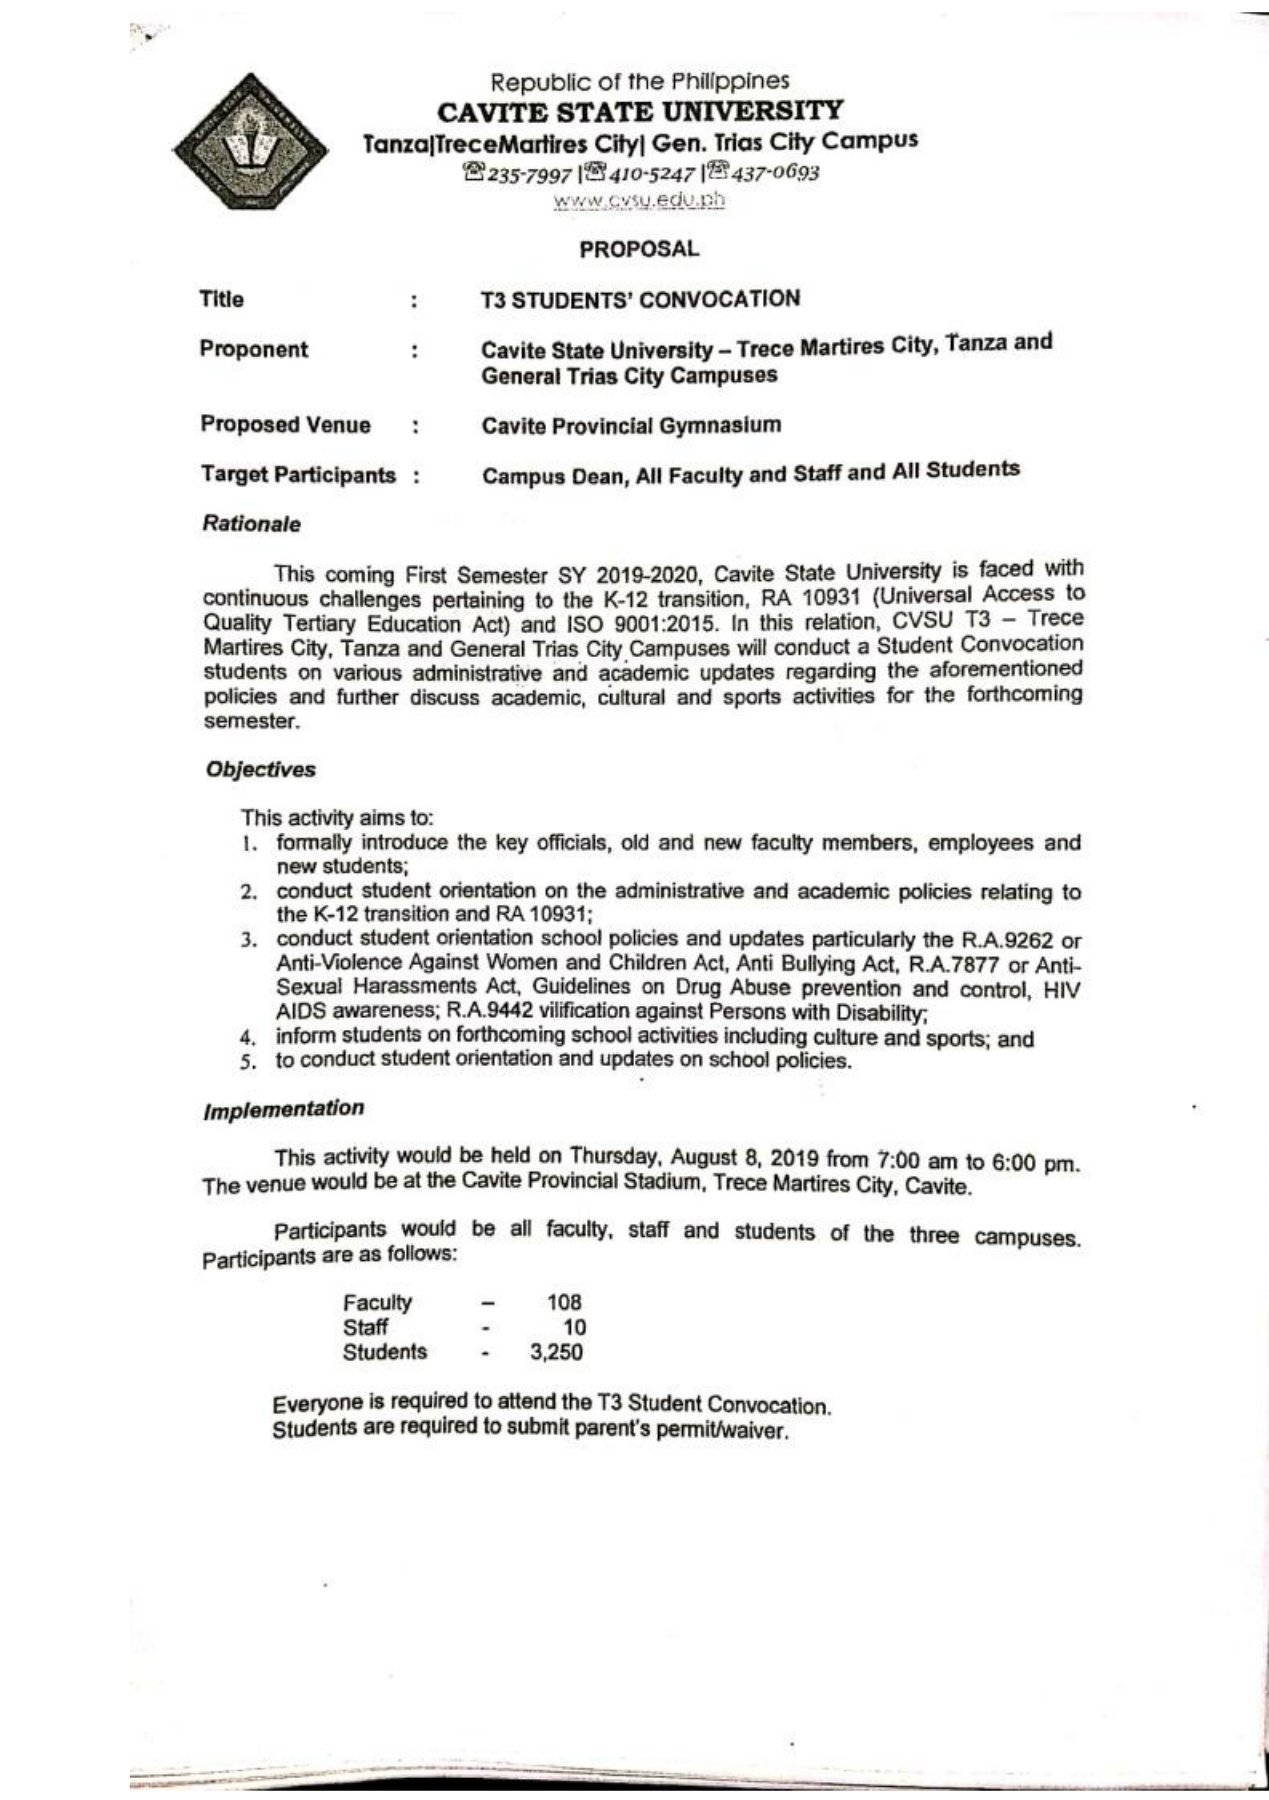 Republic of the Philippines
CAVITE STATE UNIVERSITY
Tanza|TreceMartires City| Gen. Trias City Campus
☏235-7997 |☏410-5247 |☏437-0693
www.cvsu.edu.ph
PROPOSAL
Title : T3 STUDENTS' CONVOCATION
Proponent : Cavite State University – Trece Martires City, Tanza and
General Trias City Campuses
Proposed Venue : Cavite Provincial Gymnasium
Target Participants : Campus Dean, All Faculty and Staff and All Students
Rationale
This coming First Semester SY 2019-2020, Cavite State University is faced with
continuous challenges pertaining to the K-12 transition, RA 10931 (Universal Access to
Quality Tertiary Education Act) and ISO 9001:2015. In this relation, CVSU T3 – Trece
Martires City, Tanza and General Trias City Campuses will conduct a Student Convocation
students on various administrative and academic updates regarding the aforementioned
policies and further discuss academic, cultural and sports activities for the forthcoming
semester.
Objectives
This activity aims to:
1. formally introduce the key officials, old and new faculty members, employees and
new students;
2. conduct student orientation on the administrative and academic policies relating to
the K-12 transition and RA 10931;
3. conduct student orientation school policies and updates particularly the R.A.9262 or
Anti-Violence Against Women and Children Act, Anti Bullying Act, R.A.7877 or Anti-
Sexual Harassments Act, Guidelines on Drug Abuse prevention and control, HIV
AIDS awareness; R.A.9442 vilification against Persons with Disability;
4. inform students on forthcoming school activities including culture and sports; and
5. to conduct student orientation and updates on school policies.
Implementation
This activity would be held on Thursday, August 8, 2019 from 7:00 am to 6:00 pm.
The venue would be at the Cavite Provincial Stadium, Trece Martires City, Cavite.
Participants would be all faculty, staff and students of the three campuses.
Participants are as follows:
Faculty – 108
Staff - 10
Students - 3,250
Everyone is required to attend the T3 Student Convocation.
Students are required to submit parent's permit/waiver.